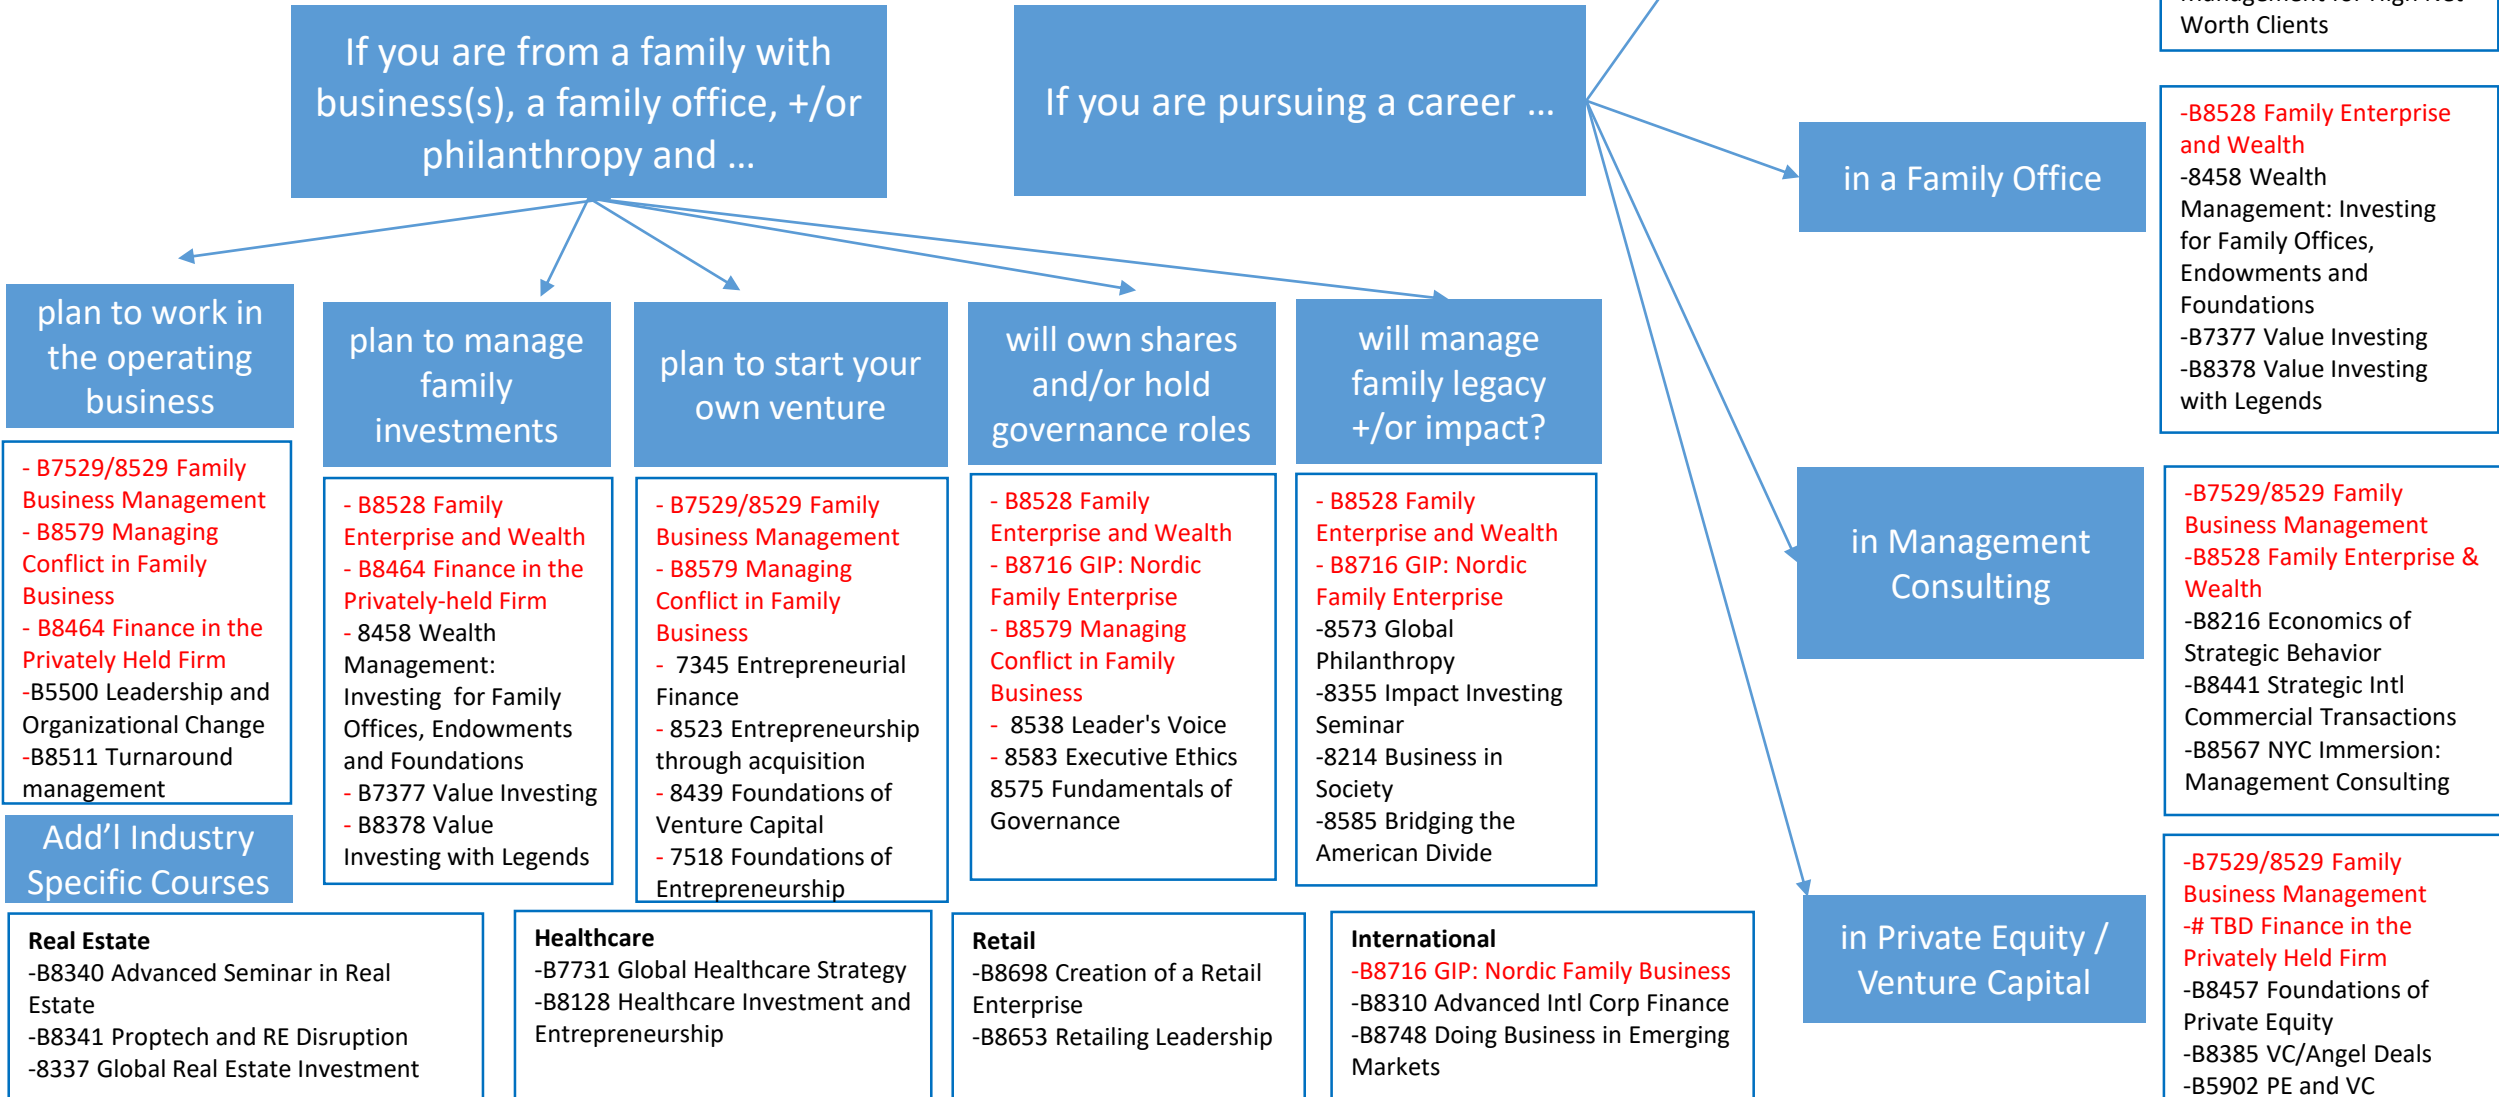 If you are from a family with
business(s), a family office, +/or
philanthropy and ...
If you are pursuing a career ...
Worth Clients
in a Family Office
-B8528 Family Enterprise
and Wealth
-8458 Wealth
Management: Investing
for Family Offices,
Endowments and
Foundations
-B7377 Value Investing
-B8378 Value Investing
with Legends
plan to work in
the operating
business
- B7529/8529 Family
Business Management
- B8579 Managing
Conflict in Family
Business
- B8464 Finance in the
Privately Held Firm
-B5500 Leadership and
Organizational Change
-B8511 Turnaround
management
plan to manage
family
investments
- B8528 Family
Enterprise and Wealth
- B8464 Finance in the
Privately-held Firm
- 8458 Wealth
Management:
Investing  for Family
Offices, Endowments
and Foundations
- B7377 Value Investing
- B8378 Value
Investing with Legends
plan to start your
own venture
- B7529/8529 Family
Business Management
- B8579 Managing
Conflict in Family
Business
-  7345 Entrepreneurial
Finance
- 8523 Entrepreneurship
through acquisition
- 8439 Foundations of
Venture Capital
- 7518 Foundations of
Entrepreneurship
will own shares
and/or hold
governance roles
- B8528 Family
Enterprise and Wealth
- B8716 GIP: Nordic
Family Enterprise
- B8579 Managing
Conflict in Family
Business
-  8538 Leader's Voice
- 8583 Executive Ethics
8575 Fundamentals of
Governance
will manage
family legacy
+/or impact?
- B8528 Family
Enterprise and Wealth
- B8716 GIP: Nordic
Family Enterprise
-8573 Global
Philanthropy
-8355 Impact Investing
Seminar
-8214 Business in
Society
-8585 Bridging the
American Divide
in Management
Consulting
-B7529/8529 Family
Business Management
-B8528 Family Enterprise &
Wealth
-B8216 Economics of
Strategic Behavior
-B8441 Strategic Intl
Commercial Transactions
-B8567 NYC Immersion:
Management Consulting
in Private Equity /
Venture Capital
-B7529/8529 Family
Business Management
-# TBD Finance in the
Privately Held Firm
-B8457 Foundations of
Private Equity
-B8385 VC/Angel Deals
-B5902 PE and VC
Add’l Industry
Specific Courses
Real Estate
-B8340 Advanced Seminar in Real
Estate
-B8341 Proptech and RE Disruption
-8337 Global Real Estate Investment
Healthcare
-B7731 Global Healthcare Strategy
-B8128 Healthcare Investment and
Entrepreneurship
Retail
-B8698 Creation of a Retail
Enterprise
-B8653 Retailing Leadership
International
-B8716 GIP: Nordic Family Business
-B8310 Advanced Intl Corp Finance
-B8748 Doing Business in Emerging
Markets